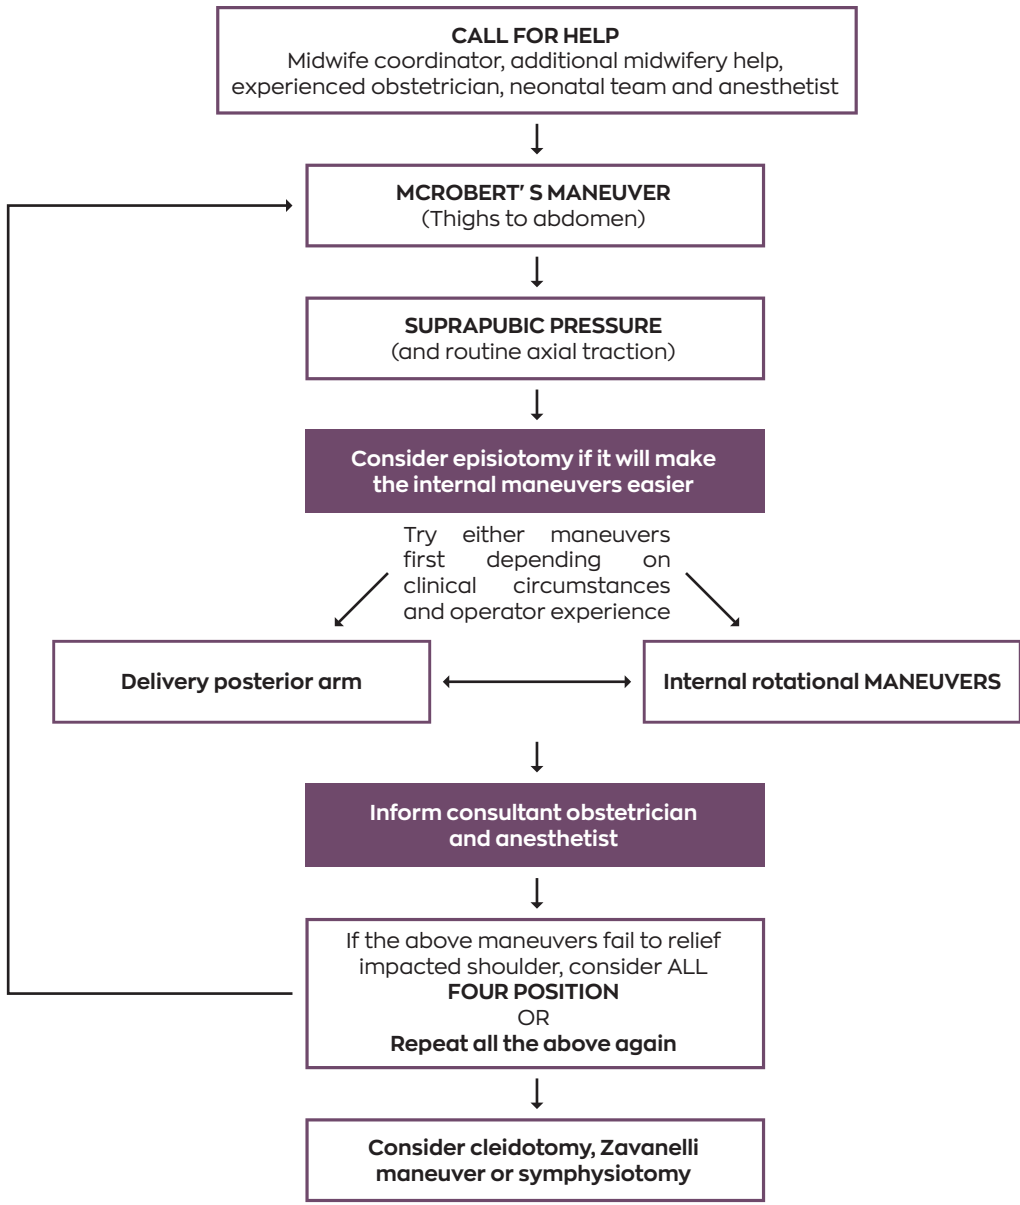 CALL FOR HELP
Midwife coordinator, additional midwifery help,
experienced obstetrician, neonatal team and anesthetist
MCROBERT' S MANEUVER
(Thighs to abdomen)
SUPRAPUBIC PRESSURE
(and routine axial traction)
Consider episiotomy if it will make
the internal maneuvers easier
Try either maneuvers
first depending on
clinical circumstances
and operator experience
Delivery posterior arm
Internal rotational MANEUVERS
Inform consultant obstetrician
and anesthetist
If the above maneuvers fail to relief
impacted shoulder, consider ALL
FOUR POSITION
OR
Repeat all the above again
Consider cleidotomy, Zavanelli
maneuver or symphysiotomy